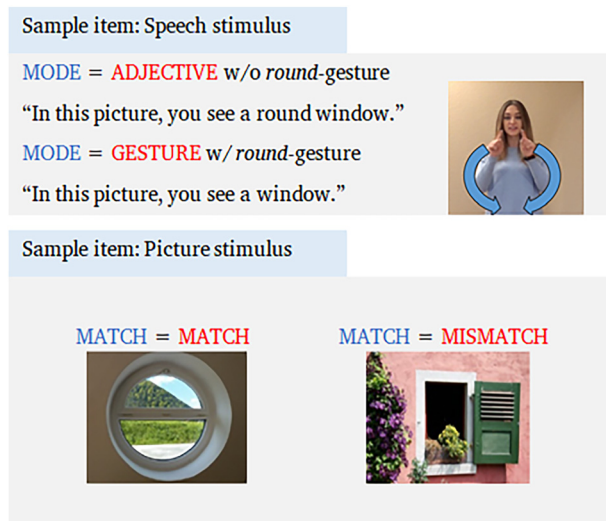 Sample item: Speech stimulus
MODE = ADJECTIVE w/o round-gesture
“In this picture, you see a round window.”
MODE = GESTURE w/ round-gesture
“In this picture, you see a window.”
Sample item: Picture stimulus
MATCH = MATCH
MATCH = MISMATCH